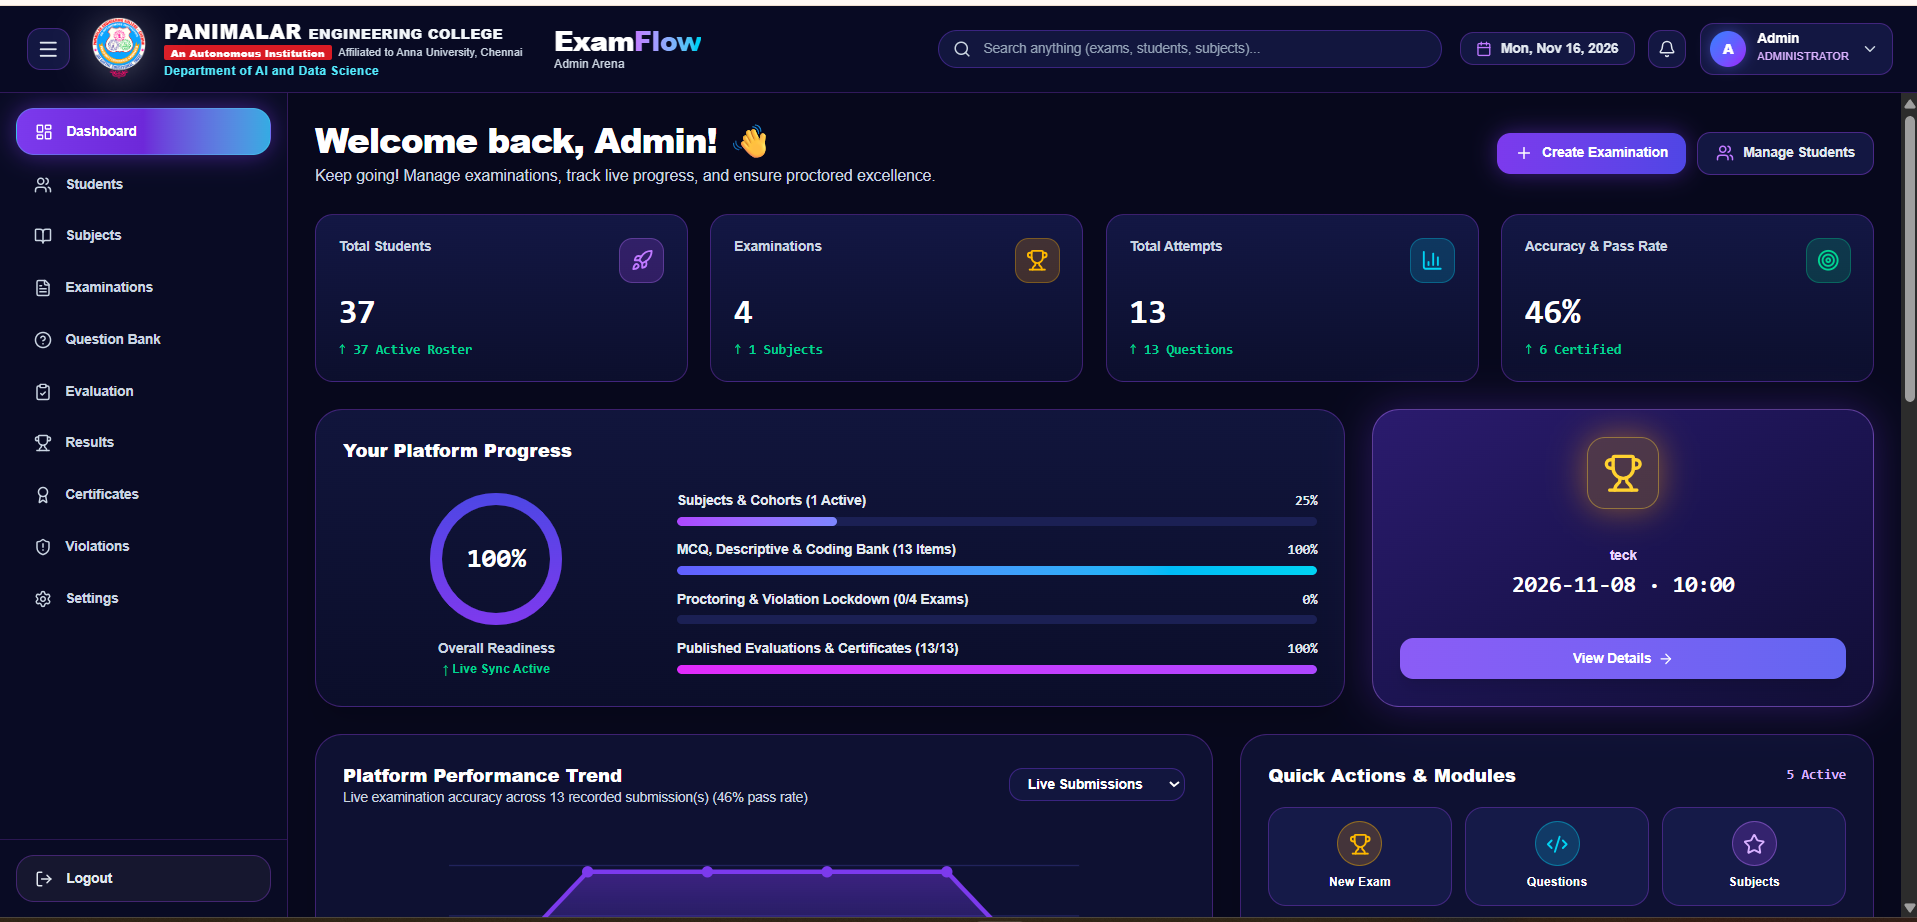 PANIMALAR ENGINEERING COLLEGE
An Autonomous Institution Affiliated to Anna University, Chennai
Department of AI and Data Science
ExamFlow
Admin Arena
Search anything (exams, students, subjects)...
Mon, Nov 16, 2026
A
Admin
ADMINISTRATOR
Dashboard
Students
Subjects
Examinations
Question Bank
Evaluation
Results
Certificates
Violations
Settings
Logout
Welcome back, Admin! 👋
Keep going! Manage examinations, track live progress, and ensure proctored excellence.
+ Create Examination
Manage Students
Total Students
37
↑ 37 Active Roster
Examinations
4
↑ 1 Subjects
Total Attempts
13
↑ 13 Questions
Accuracy & Pass Rate
46%
↑ 6 Certified
Your Platform Progress
100%
Overall Readiness
↑ Live Sync Active
Subjects & Cohorts (1 Active) 25%
MCQ, Descriptive & Coding Bank (13 Items) 100%
Proctoring & Violation Lockdown (0/4 Exams) 0%
Published Evaluations & Certificates (13/13) 100%
teck
2026-11-08 · 10:00
View Details →
Platform Performance Trend
Live examination accuracy across 13 recorded submission(s) (46% pass rate)
Live Submissions
Quick Actions & Modules
5 Active
New Exam
Questions
Subjects